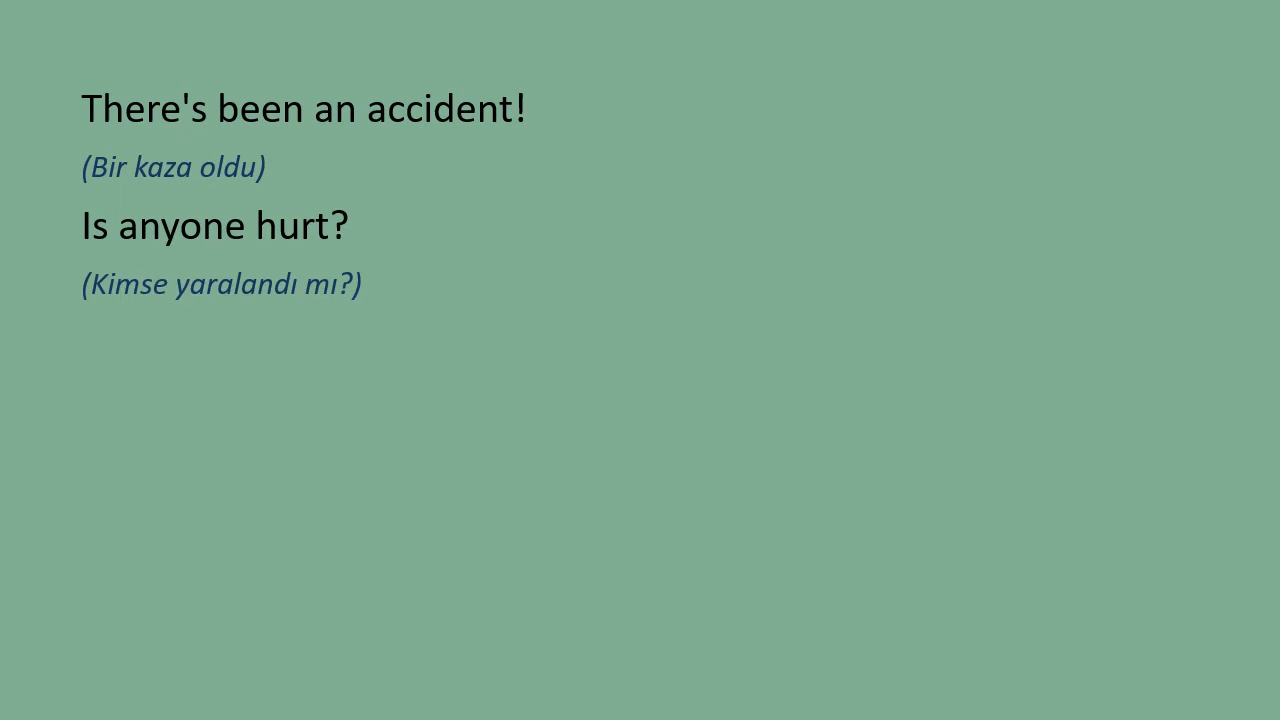 There's been an accident!
(Bir kaza oldu)
Is anyone hurt?
(Kimse yaralandı mı?)